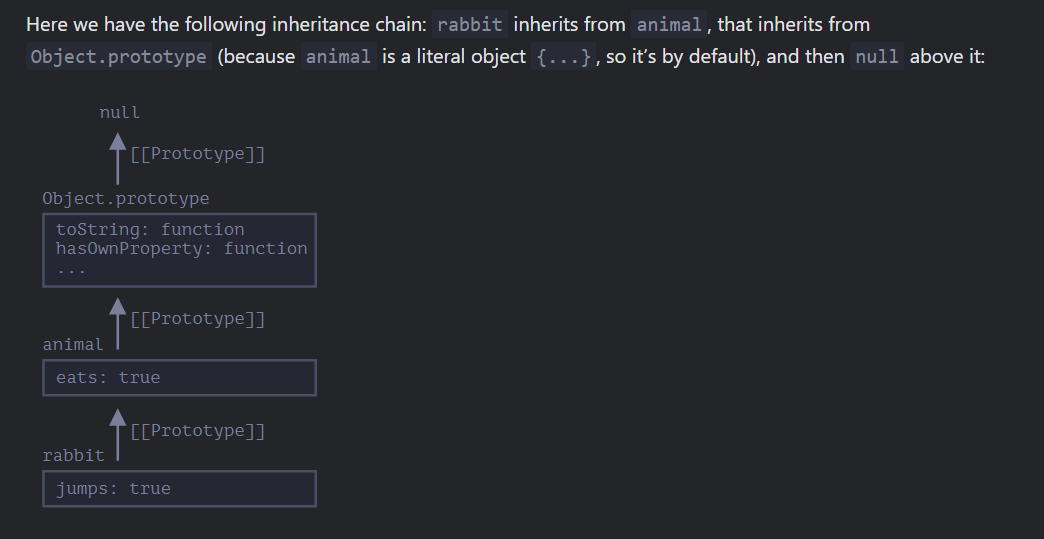 Here we have the following inheritance chain: rabbit inherits from animal, that inherits from
Object.prototype (because animal is a literal object {...}, so it’s by default), and then null above it:
null
[[Prototype]]
Object.prototype
toString: function
hasOwnProperty: function
...
[[Prototype]]
animal
eats: true
[[Prototype]]
rabbit
jumps: true